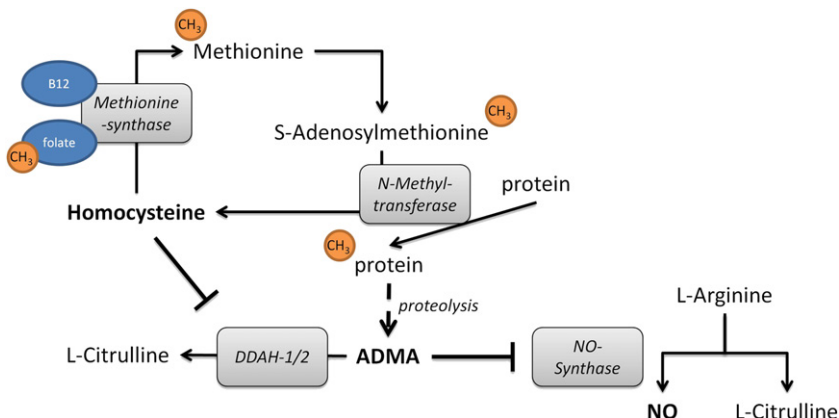 CH3
Methionine
B12
Methionine
-synthase
folate
CH3
S-Adenosylmethionine
CH3
N-Methyl-
transferase
protein
Homocysteine
CH3
protein
proteolysis
L-Arginine
L-Citrulline
DDAH-1/2
ADMA
NO-
Synthase
NO
L-Citrulline